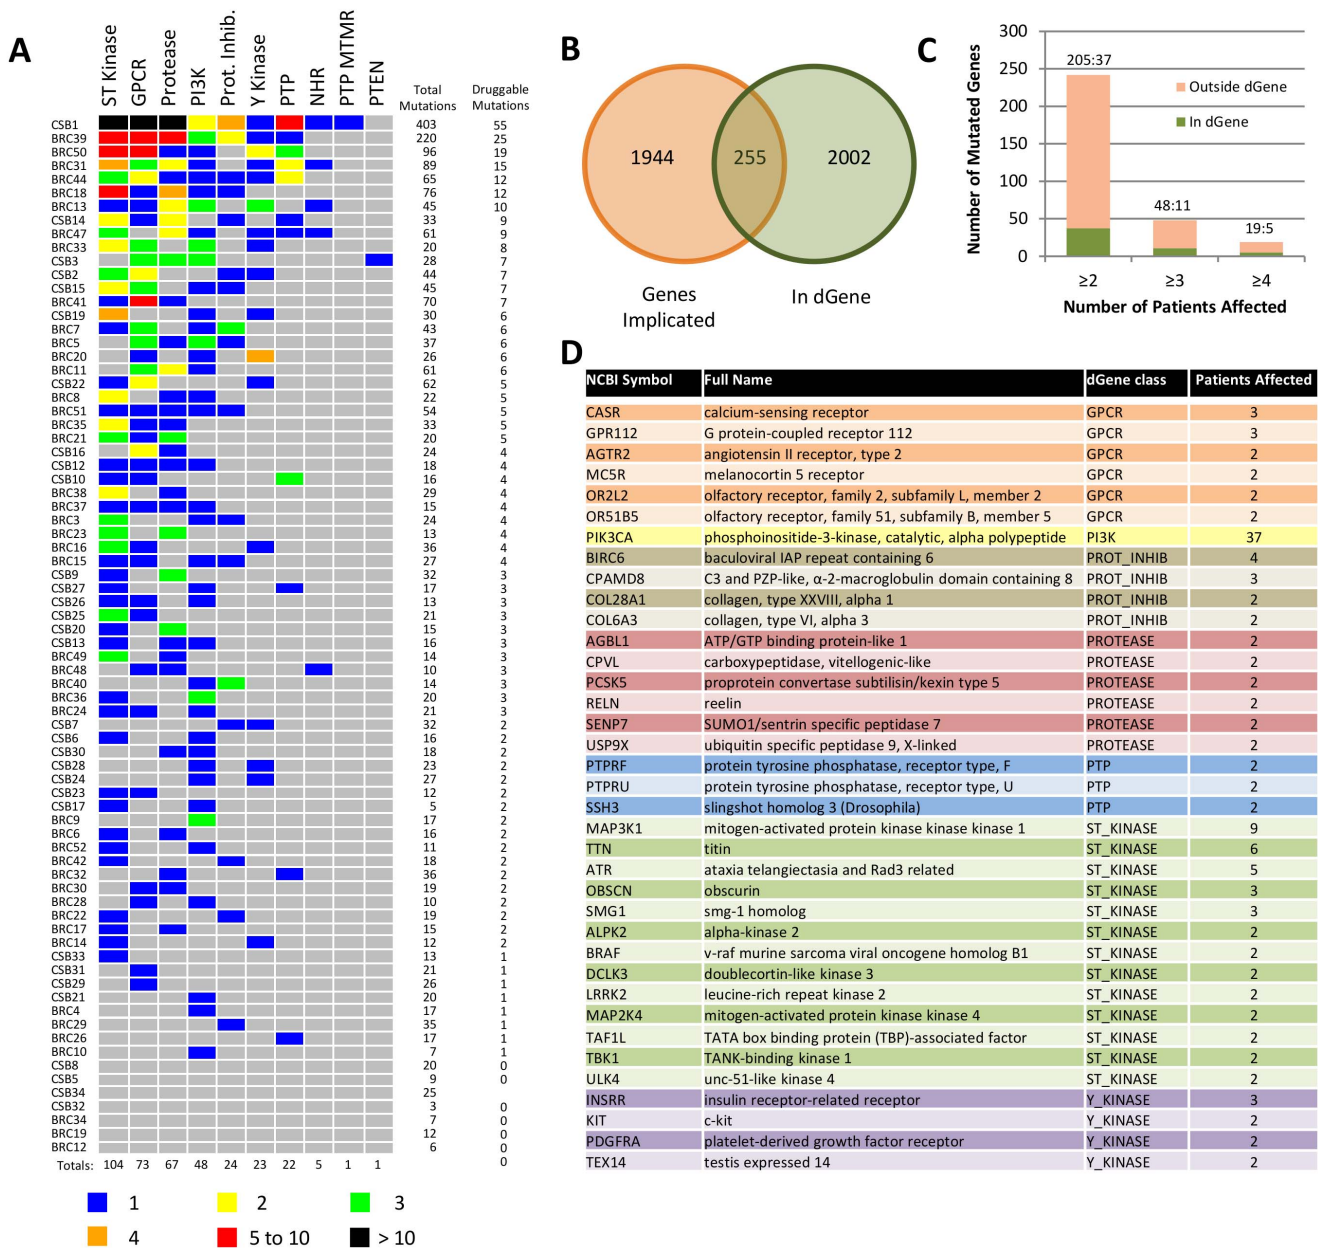 A
ST Kinase
GPCR
Protease
PI3K
Prot. Inhib.
Y Kinase
PTP
NHR
PTP MTMR
PTEN
Total Mutations
Druggable Mutations
CSB1 403 55
BRC39 220 25
BRC50 96 19
BRC31 89 15
BRC44 65 12
BRC18 76 12
BRC13 45 10
CSB14 33 9
BRC47 61 9
BRC33 20 8
CSB3 28 7
CSB2 44 7
CSB15 45 7
BRC41 70 7
CSB19 30 6
BRC7 43 6
BRC5 37 6
BRC20 26 6
BRC11 61 6
CSB22 62 5
BRC8 22 5
BRC51 54 5
BRC35 33 5
BRC21 20 5
CSB16 24 4
CSB12 18 4
CSB10 16 4
BRC38 29 4
BRC37 15 4
BRC3 24 4
BRC23 13 4
BRC16 36 4
BRC15 27 4
CSB9 32 3
CSB27 17 3
CSB26 13 3
CSB25 21 3
CSB20 15 3
CSB13 16 3
BRC49 14 3
BRC48 10 3
BRC40 14 3
BRC36 20 3
BRC24 21 3
CSB7 32 2
CSB6 16 2
CSB30 18 2
CSB28 23 2
CSB24 27 2
CSB23 12 2
CSB17 5 2
BRC9 17 2
BRC6 16 2
BRC52 11 2
BRC42 18 2
BRC32 36 2
BRC30 19 2
BRC28 10 2
BRC22 19 2
BRC17 15 2
BRC14 12 2
CSB33 13 1
CSB31 21 1
CSB29 26 1
CSB21 20 1
BRC4 17 1
BRC29 35 1
BRC26 17 1
BRC10 7 1
CSB8 20 0
CSB5 9 0
CSB34 25
CSB32 3 0
BRC34 7 0
BRC19 12 0
BRC12 6 0
Totals: 104 73 67 48 24 23 22 5 1 1 0
1 2 3
4 5 to 10 > 10
B
1944 255 2002
Genes Implicated
In dGene
C
Number of Mutated Genes
300
250
200
150
100
50
0
205:37
48:11
19:5
Outside dGene
In dGene
≥2 ≥3 ≥4
Number of Patients Affected
D
NCBI Symbol Full Name dGene class Patients Affected
CASR calcium-sensing receptor GPCR 3
GPR112 G protein-coupled receptor 112 GPCR 3
AGTR2 angiotensin II receptor, type 2 GPCR 2
MC5R melanocortin 5 receptor GPCR 2
OR2L2 olfactory receptor, family 2, subfamily L, member 2 GPCR 2
OR51B5 olfactory receptor, family 51, subfamily B, member 5 GPCR 2
PIK3CA phosphoinositide-3-kinase, catalytic, alpha polypeptide PI3K 37
BIRC6 baculoviral IAP repeat containing 6 PROT_INHIB 4
CPAMD8 C3 and PZP-like, α-2-macroglobulin domain containing 8 PROT_INHIB 3
COL28A1 collagen, type XXVIII, alpha 1 PROT_INHIB 2
COL6A3 collagen, type VI, alpha 3 PROT_INHIB 2
AGBL1 ATP/GTP binding protein-like 1 PROTEASE 2
CPVL carboxypeptidase, vitellogenic-like PROTEASE 2
PCSK5 proprotein convertase subtilisin/kexin type 5 PROTEASE 2
RELN reelin PROTEASE 2
SENP7 SUMO1/sentrin specific peptidase 7 PROTEASE 2
USP9X ubiquitin specific peptidase 9, X-linked PROTEASE 2
PTPRF protein tyrosine phosphatase, receptor type, F PTP 2
PTPRU protein tyrosine phosphatase, receptor type, U PTP 2
SSH3 slingshot homolog 3 (Drosophila) PTP 2
MAP3K1 mitogen-activated protein kinase kinase kinase 1 ST_KINASE 9
TTN titin ST_KINASE 6
ATR ataxia telangiectasia and Rad3 related ST_KINASE 5
OBSCN obscurin ST_KINASE 3
SMG1 smg-1 homolog ST_KINASE 3
ALPK2 alpha-kinase 2 ST_KINASE 2
BRAF v-raf murine sarcoma viral oncogene homolog B1 ST_KINASE 2
DCLK3 doublecortin-like kinase 3 ST_KINASE 2
LRRK2 leucine-rich repeat kinase 2 ST_KINASE 2
MAP2K4 mitogen-activated protein kinase kinase 4 ST_KINASE 2
TAF1L TATA box binding protein (TBP)-associated factor ST_KINASE 2
TBK1 TANK-binding kinase 1 ST_KINASE 2
ULK4 unc-51-like kinase 4 ST_KINASE 2
INSRR insulin receptor-related receptor Y_KINASE 3
KIT c-kit Y_KINASE 2
PDGFRA platelet-derived growth factor receptor Y_KINASE 2
TEX14 testis expressed 14 Y_KINASE 2